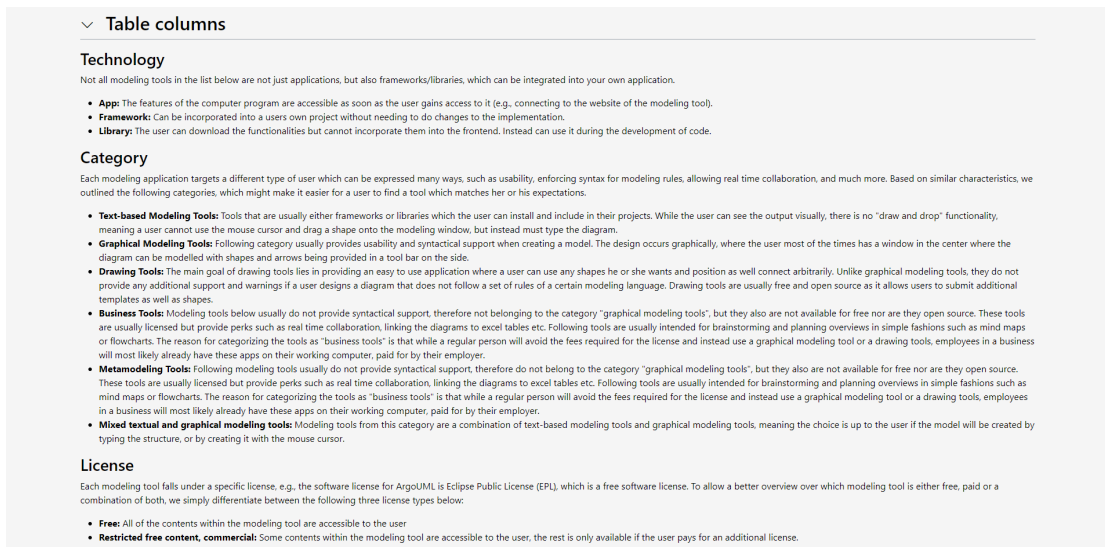 Table columns
Technology
Not all modeling tools in the list below are not just applications, but also frameworks/libraries, which can be integrated into your own application.
App: The features of the computer program are accessible as soon as the user gains access to it (e.g., connecting to the website of the modeling tool).
Framework: Can be incorporated into a users own project without needing to do changes to the implementation.
Library: The user can download the functionalities but cannot incorporate them into the frontend. Instead can use it during the development of code.
Category
Each modeling application targets a different type of user which can be expressed many ways, such as usability, enforcing syntax for modeling rules, allowing real time collaboration, and much more. Based on similar characteristics, we
outlined the following categories, which might make it easier for a user to find a tool which matches her or his expectations.
Text-based Modeling Tools: Tools that are usually either frameworks or libraries which the user can install and include in their projects. While the user can see the output visually, there is no "draw and drop" functionality,
meaning a user cannot use the mouse cursor and drag a shape onto the modeling window, but instead must type the diagram.
Graphical Modeling Tools: Following category usually provides usability and syntactical support when creating a model. The design occurs graphically, where the user most of the times has a window in the center where the
diagram can be modelled with shapes and arrows being provided in a tool bar on the side.
Drawing Tools: The main goal of drawing tools lies in providing an easy to use application where a user can use any shapes he or she wants and position as well connect arbitrarily. Unlike graphical modeling tools, they do not
provide any additional support and warnings if a user designs a diagram that does not follow a set of rules of a certain modeling language. Drawing tools are usually free and open source as it allows users to submit additional
templates as well as shapes.
Business Tools: Modeling tools below usually do not provide syntactical support, therefore not belonging to the category "graphical modeling tools", but they also are not available for free nor are they open source. These tools
are usually licensed but provide perks such as real time collaboration, linking the diagrams to excel tables etc. Following tools are usually intended for brainstorming and planning overviews in simple fashions such as mind maps
or flowcharts. The reason for categorizing the tools as "business tools" is that while a regular person will avoid the fees required for the license and instead use a graphical modeling tool or a drawing tools, employees in a business
will most likely already have these apps on their working computer, paid for by their employer.
Metamodeling Tools: Following modeling tools usually do not provide syntactical support, therefore do not belong to the category "graphical modeling tools", but they also are not available for free nor are they open source.
These tools are usually licensed but provide perks such as real time collaboration, linking the diagrams to excel tables etc. Following tools are usually intended for brainstorming and planning overviews in simple fashions such as
mind maps or flowcharts. The reason for categorizing the tools as "business tools" is that while a regular person will avoid the fees required for the license and instead use a graphical modeling tool or a drawing tools, employees
in a business will most likely already have these apps on their working computer, paid for by their employer.
Mixed textual and graphical modeling tools: Modeling tools from this category are a combination of text-based modeling tools and graphical modeling tools, meaning the choice is up to the user if the model will be created by
typing the structure, or by creating it with the mouse cursor.
License
Each modeling tool falls under a specific license, e.g., the software license for ArgoUML is Eclipse Public License (EPL), which is a free software license. To allow a better overview over which modeling tool is either free, paid or a
combination of both, we simply differentiate between the following three license types below:
Free: All of the contents within the modeling tool are accessible to the user
Restricted free content, commercial: Some contents within the modeling tool are accessible to the user, the rest is only available if the user pays for an additional license.